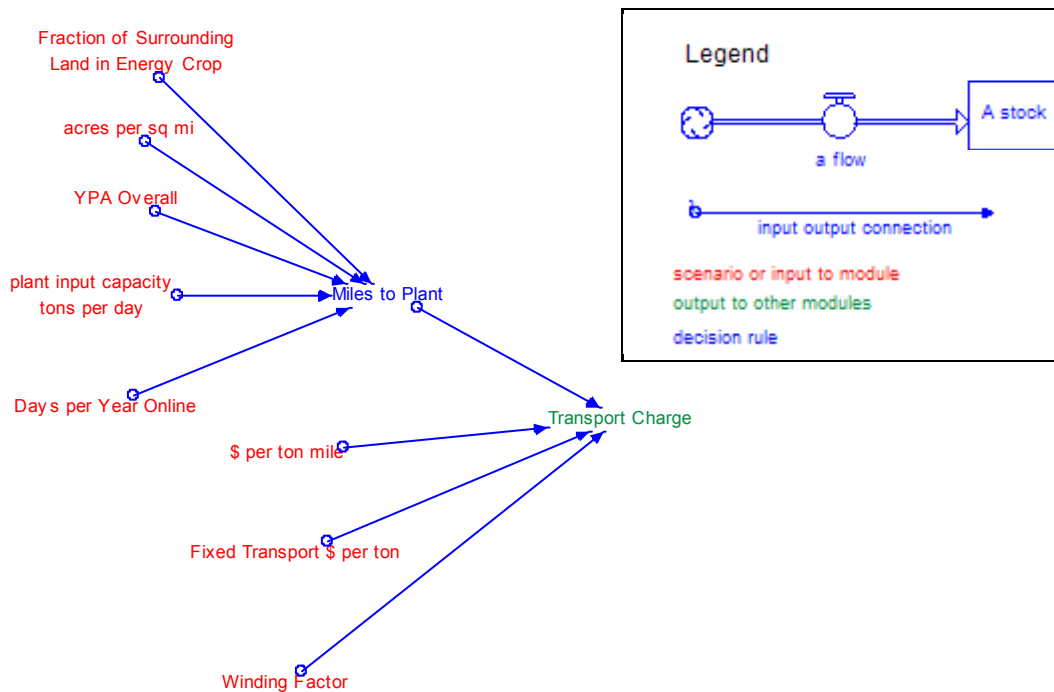 Fraction of Surrounding
Land in Energy Crop
acres per sq mi
YPA Overall
plant input capacity
tons per day
Miles to Plant
Days per Year Online
Transport Charge
$ per ton mile
Fixed Transport $ per ton
Winding Factor
Legend
A stock
a flow
input output connection
scenario or input to module
output to other modules
decision rule